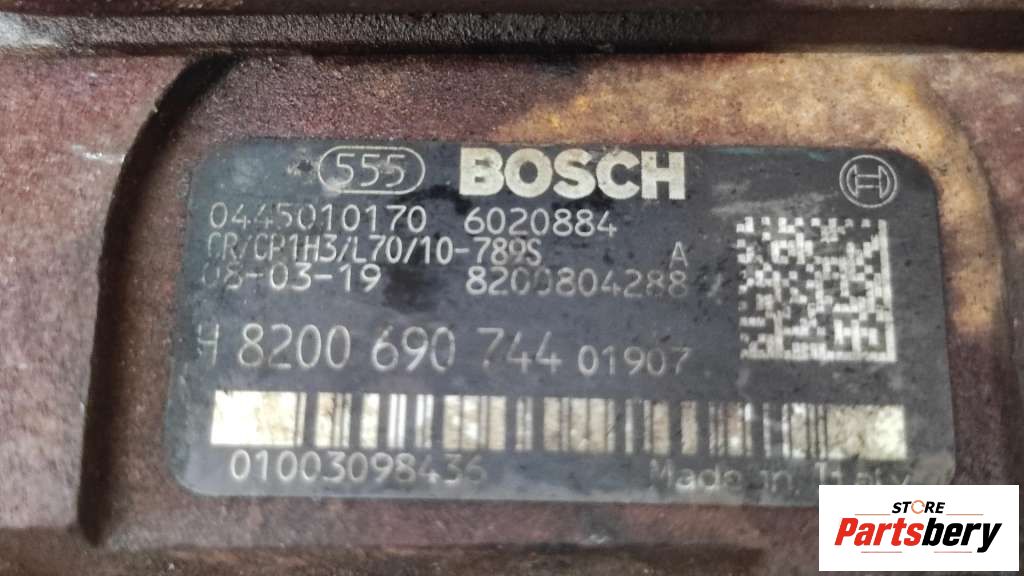 555 BOSCH
0445010170 6020884
CR/CP1H3/L70/10-789S A
08-03-19 8200804288
H 8200 690 744 01907
01003098436 Made in Italy
STORE
Partsbery